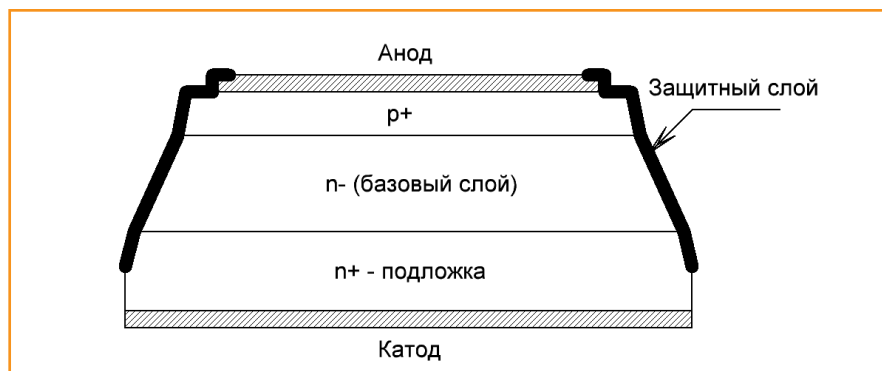 Анод
Защитный слой
p+
n- (базовый слой)
n+ - подложка
Катод